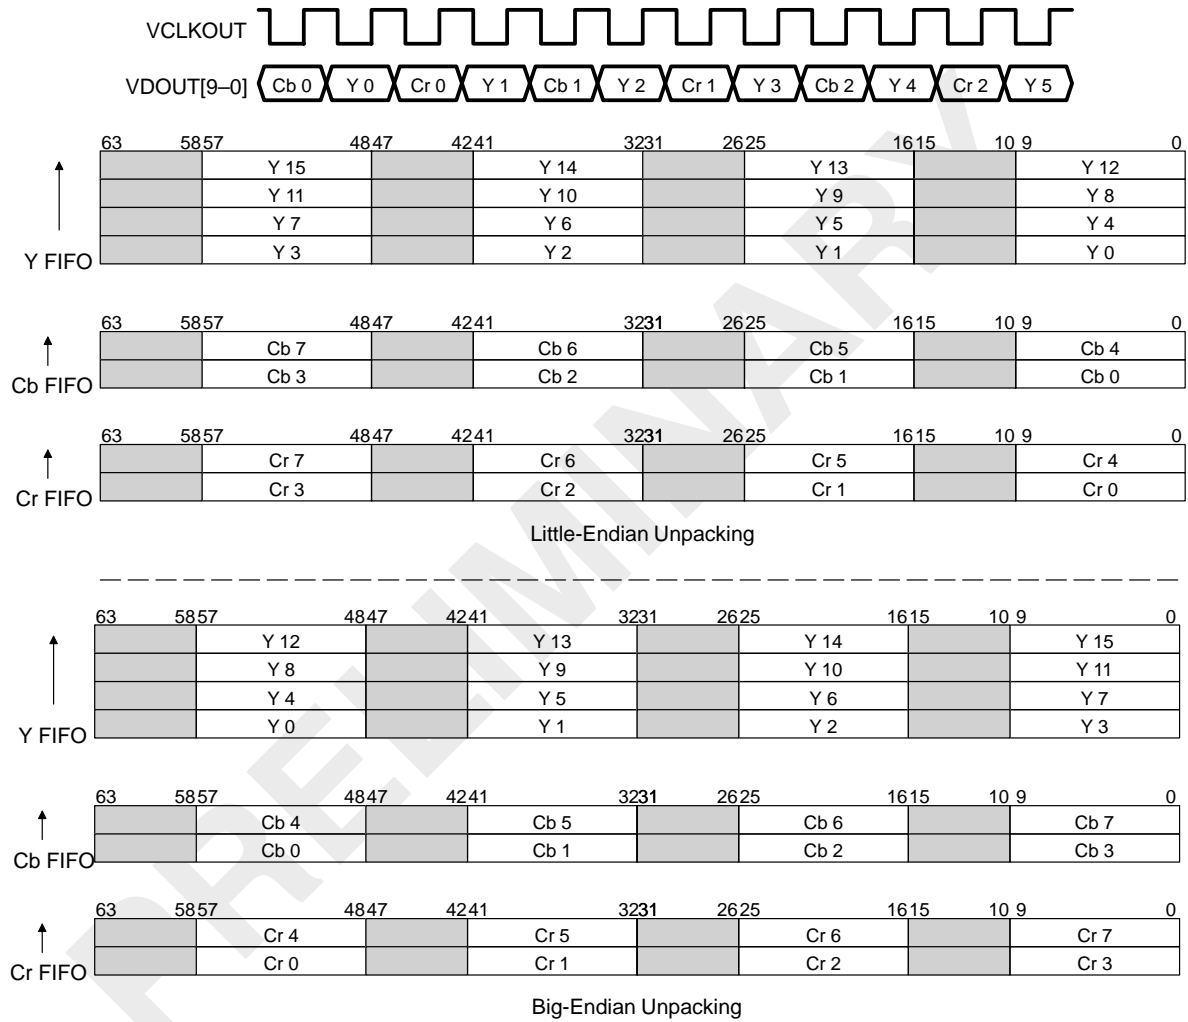 VCLKOUT
VDOUT[9–0] Cb 0 Y 0 Cr 0 Y 1 Cb 1 Y 2 Cr 1 Y 3 Cb 2 Y 4 Cr 2 Y 5
63 58 57 48 47 42 41 32 31 26 25 16 15 10 9 0
Y 15 Y 14 Y 13 Y 12
Y 11 Y 10 Y 9 Y 8
Y 7 Y 6 Y 5 Y 4
Y FIFO Y 3 Y 2 Y 1 Y 0
63 58 57 48 47 42 41 32 31 26 25 16 15 10 9 0
Cb 7 Cb 6 Cb 5 Cb 4
Cb FIFO Cb 3 Cb 2 Cb 1 Cb 0
63 58 57 48 47 42 41 32 31 26 25 16 15 10 9 0
Cr 7 Cr 6 Cr 5 Cr 4
Cr FIFO Cr 3 Cr 2 Cr 1 Cr 0
Little-Endian Unpacking
63 58 57 48 47 42 41 32 31 26 25 16 15 10 9 0
Y 12 Y 13 Y 14 Y 15
Y 8 Y 9 Y 10 Y 11
Y 4 Y 5 Y 6 Y 7
Y FIFO Y 0 Y 1 Y 2 Y 3
63 58 57 48 47 42 41 32 31 26 25 16 15 10 9 0
Cb 4 Cb 5 Cb 6 Cb 7
Cb FIFO Cb 0 Cb 1 Cb 2 Cb 3
63 58 57 48 47 42 41 32 31 26 25 16 15 10 9 0
Cr 4 Cr 5 Cr 6 Cr 7
Cr FIFO Cr 0 Cr 1 Cr 2 Cr 3
Big-Endian Unpacking
PRELIMINARY